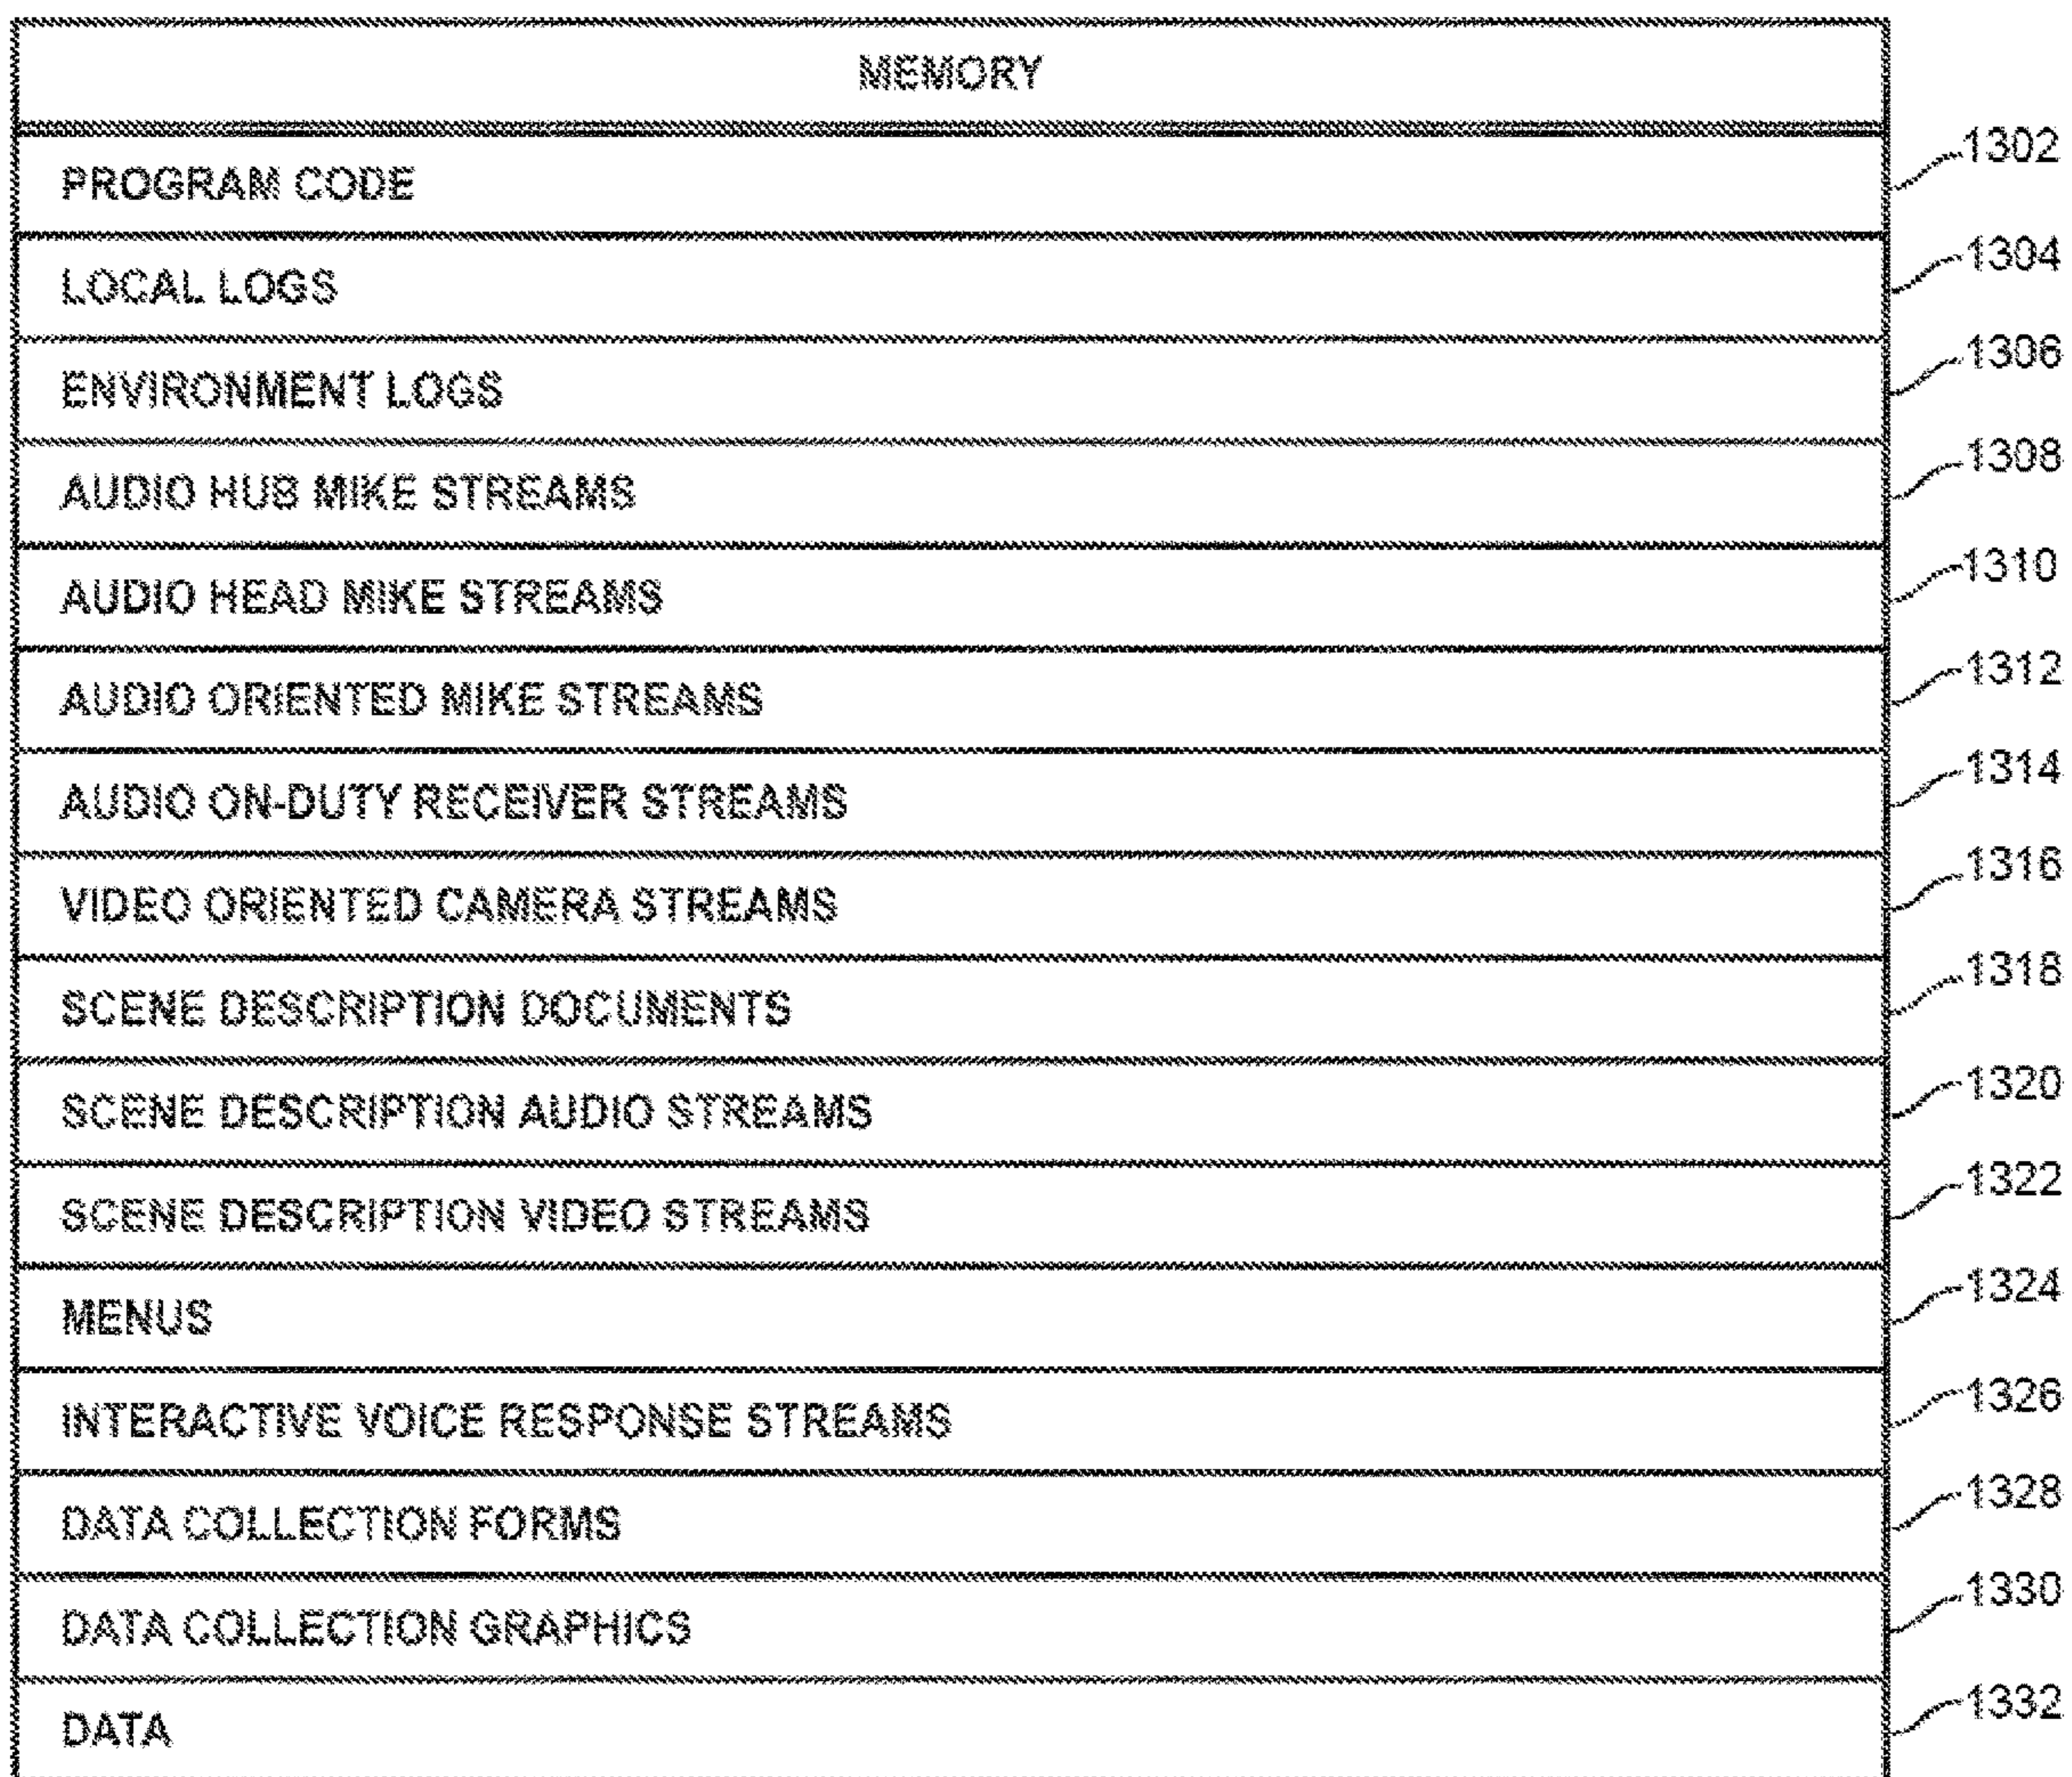 MEMORY
PROGRAM CODE 1302
LOCAL LOGS 1304
ENVIRONMENT LOGS 1306
AUDIO HUB MIKE STREAMS 1308
AUDIO HEAD MIKE STREAMS 1310
AUDIO ORIENTED MIKE STREAMS 1312
AUDIO ON-DUTY RECEIVER STREAMS 1314
VIDEO ORIENTED CAMERA STREAMS 1316
SCENE DESCRIPTION DOCUMENTS 1318
SCENE DESCRIPTION AUDIO STREAMS 1320
SCENE DESCRIPTION VIDEO STREAMS 1322
MENUS 1324
INTERACTIVE VOICE RESPONSE STREAMS 1326
DATA COLLECTION FORMS 1328
DATA COLLECTION GRAPHICS 1330
DATA 1332